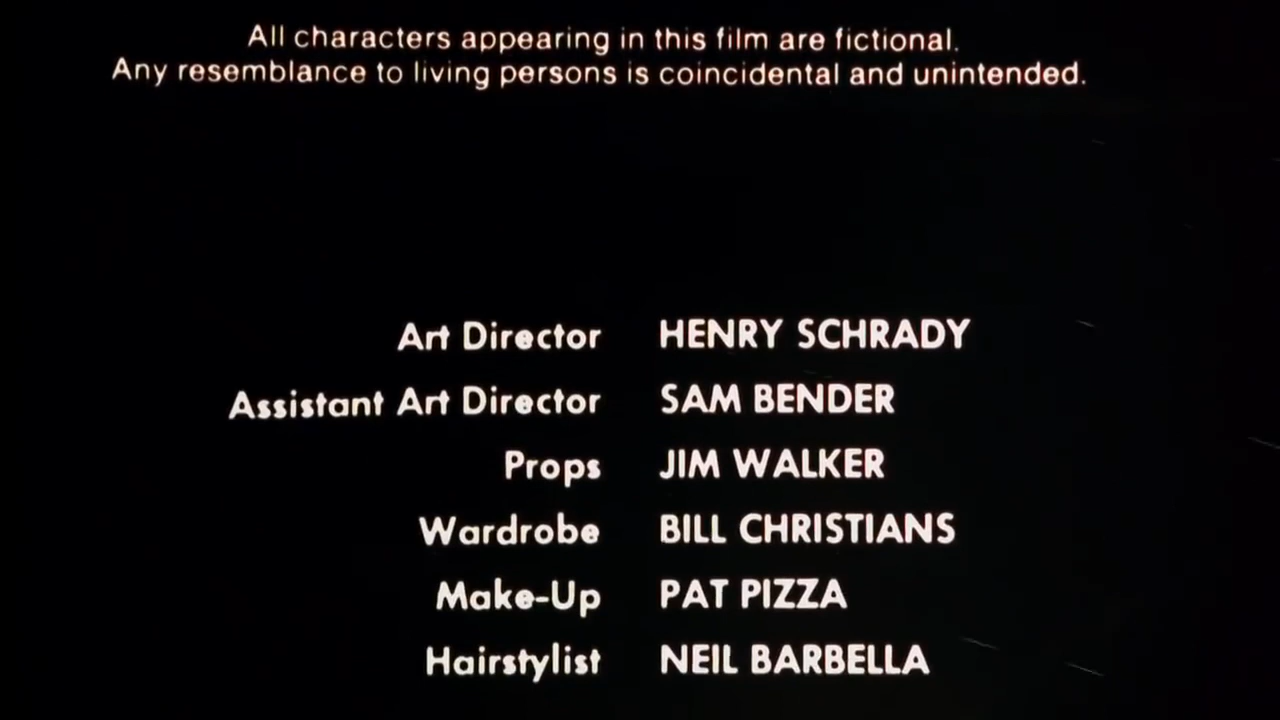 All characters appearing in this film are fictional.
Any resemblance to living persons is coincidental and unintended.
Art Director HENRY SCHRADY
Assistant Art Director SAM BENDER
Props JIM WALKER
Wardrobe BILL CHRISTIANS
Make-Up PAT PIZZA
Hairstylist NEIL BARBELLA